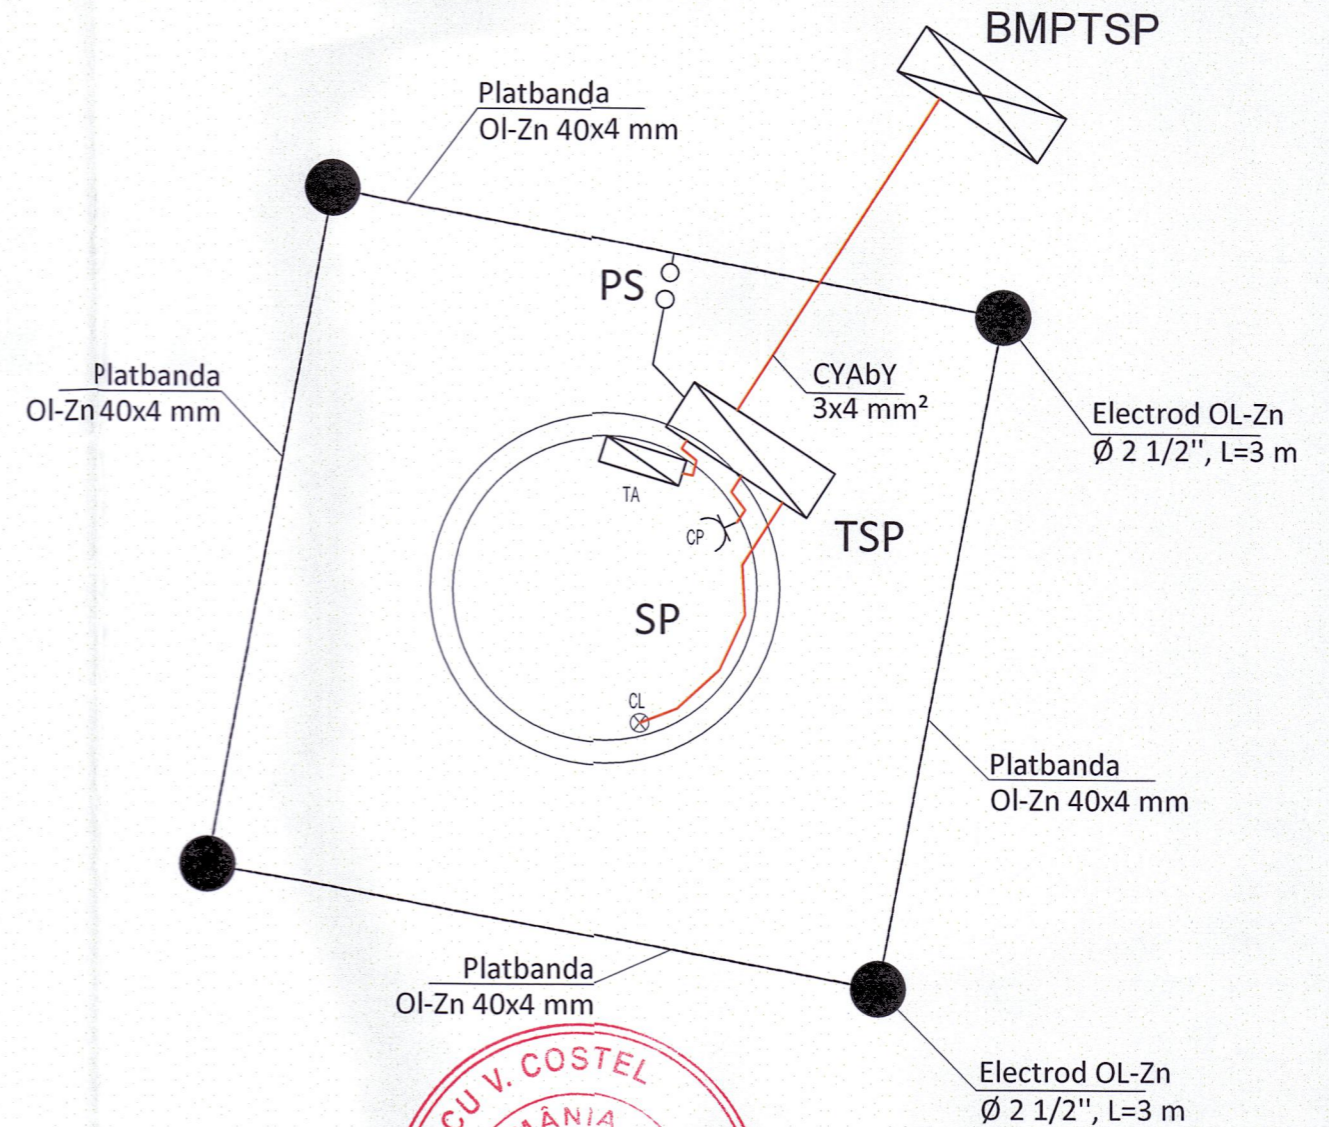 BMPTSP
Platbanda
Ol-Zn 40x4 mm
PS
Platbanda
Ol-Zn 40x4 mm
CYAbY
3x4 mm²
Electrod OL-Zn
Ø 2 1/2'', L=3 m
TA
CP
TSP
SP
CL
Platbanda
Ol-Zn 40x4 mm
Platbanda
Ol-Zn 40x4 mm
Electrod OL-Zn
Ø 2 1/2'', L=3 m
V. COSTEL